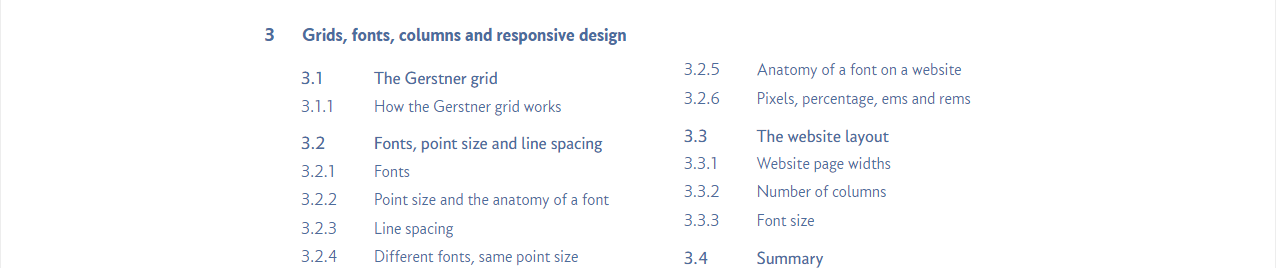 3 Grids, fonts, columns and responsive design
3.1 The Gerstner grid
3.1.1 How the Gerstner grid works
3.2 Fonts, point size and line spacing
3.2.1 Fonts
3.2.2 Point size and the anatomy of a font
3.2.3 Line spacing
3.2.4 Different fonts, same point size
3.2.5 Anatomy of a font on a website
3.2.6 Pixels, percentage, ems and rems
3.3 The website layout
3.3.1 Website page widths
3.3.2 Number of columns
3.3.3 Font size
3.4 Summary